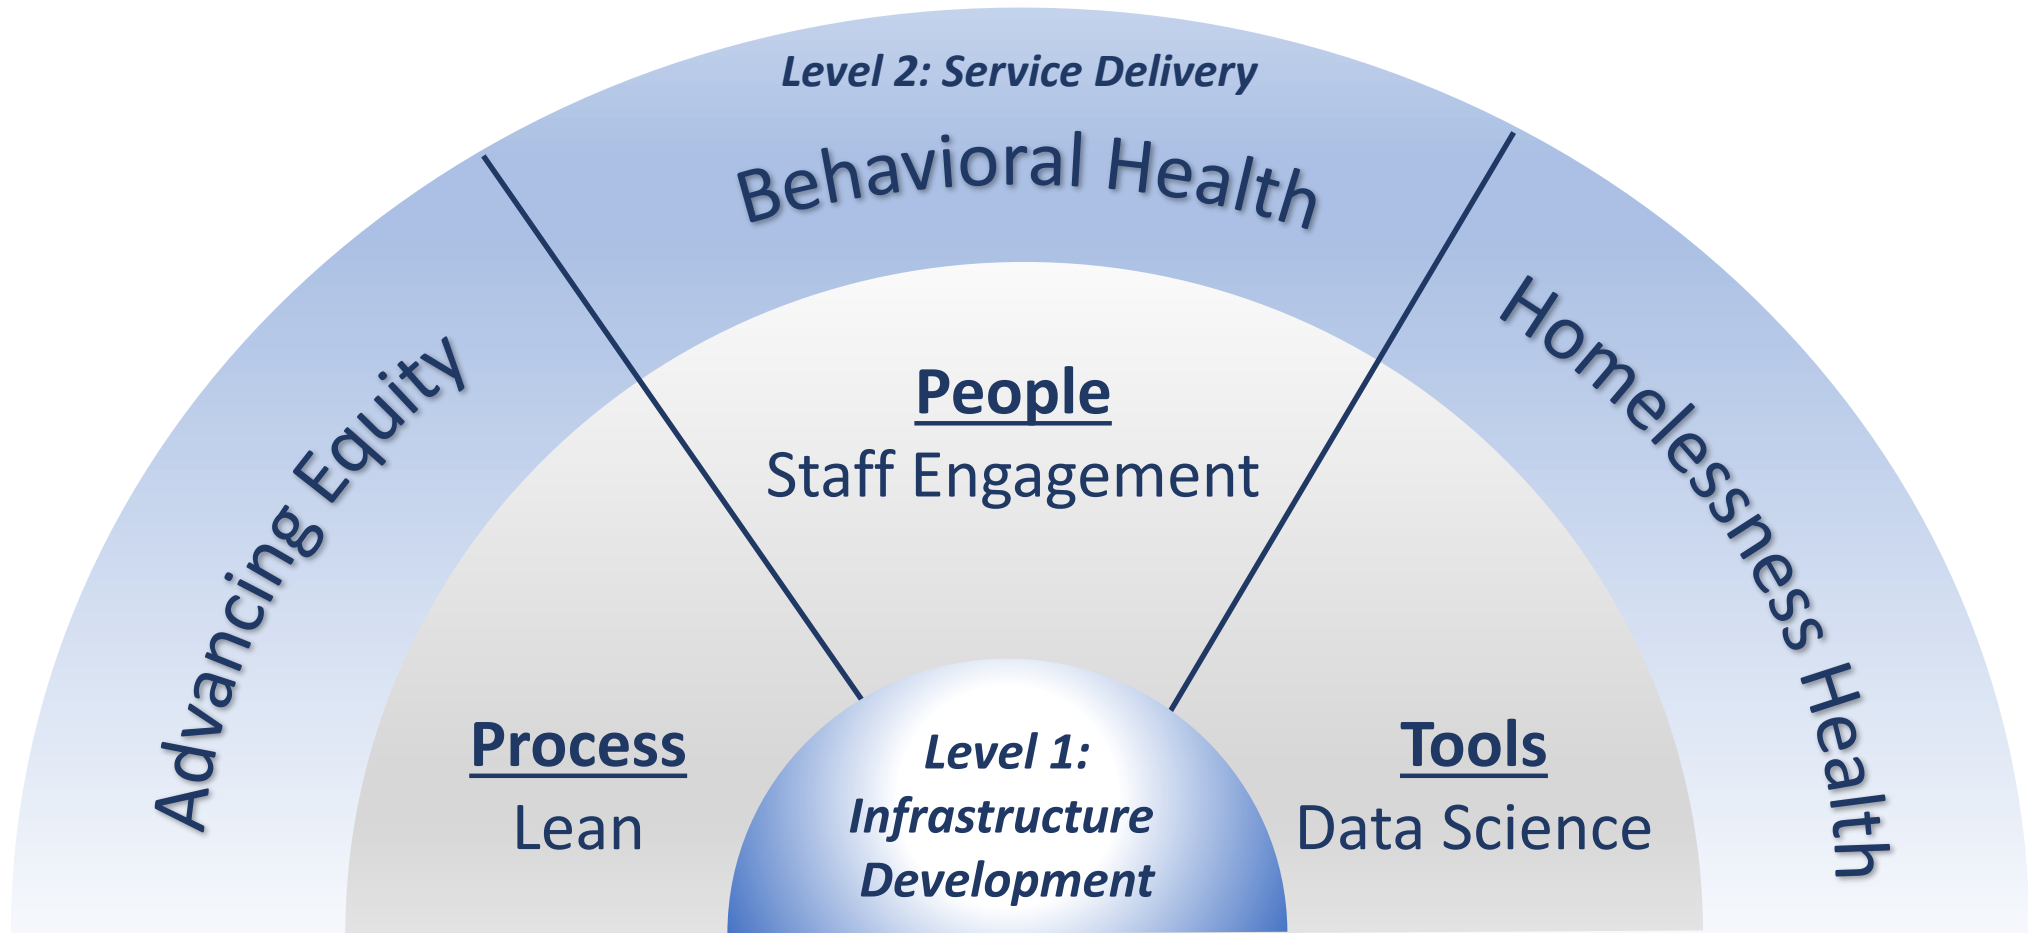 Level 2: Service Delivery
Behavioral Health
Advancing Equity
Homelessness Health
People
Staff Engagement
Process
Lean
Tools
Data Science
Level 1:
Infrastructure
Development